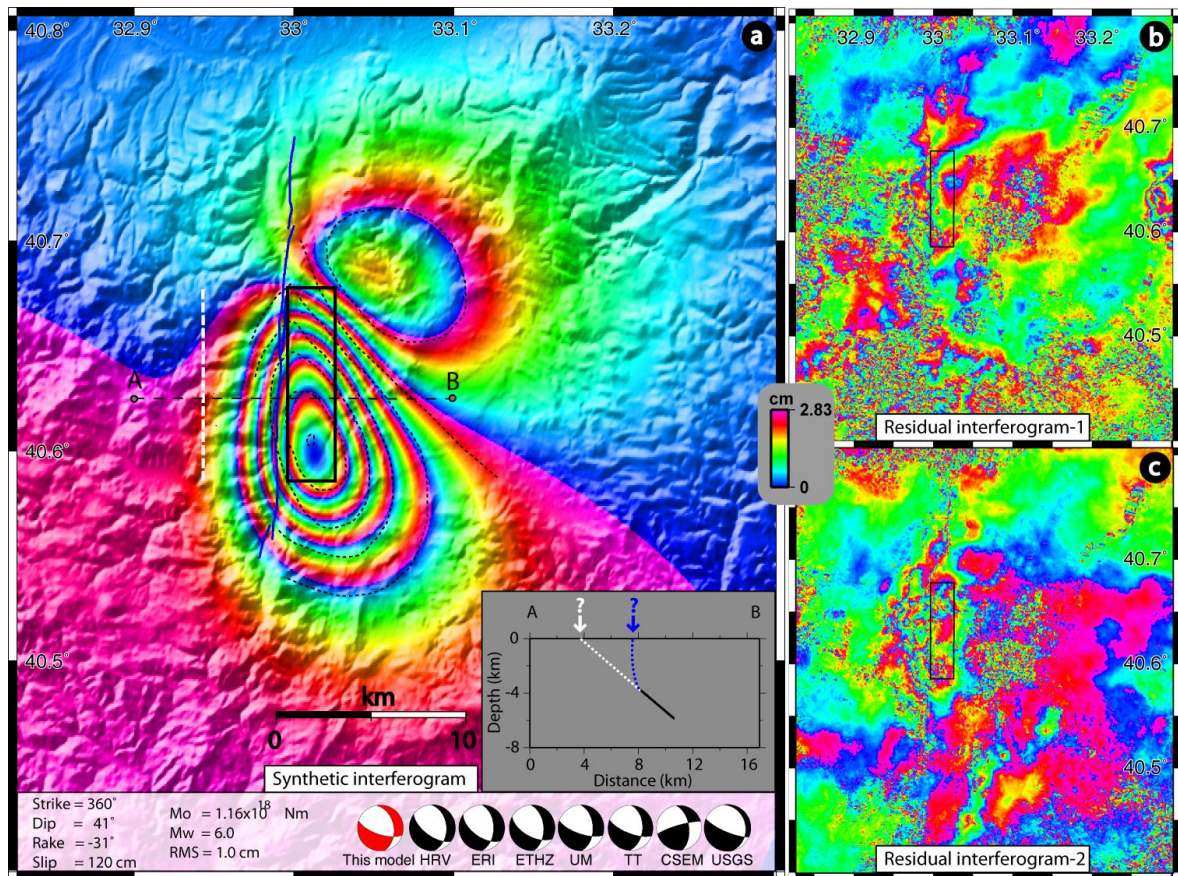 32.9° 33° 33.1° 33.2°
40.8°
40.7°
40.6°
40.5°
a
A
B
km
0 10
Synthetic interferogram
A ? ? B
0
-4
-8
Depth (km)
0 4 8 12 16
Distance (km)
Strike = 360°
Dip = 41°
Rake = -31°
Slip = 120 cm
Mo = 1.16x10¹⁸ Nm
Mw = 6.0
RMS = 1.0 cm
This model HRV ERI ETHZ UM TT CSEM USGS
cm
2.83
0
32.9° 33° 33.1° 33.2°
b
40.7°
40.6°
40.5°
Residual interferogram-1
c
40.7°
40.6°
40.5°
Residual interferogram-2